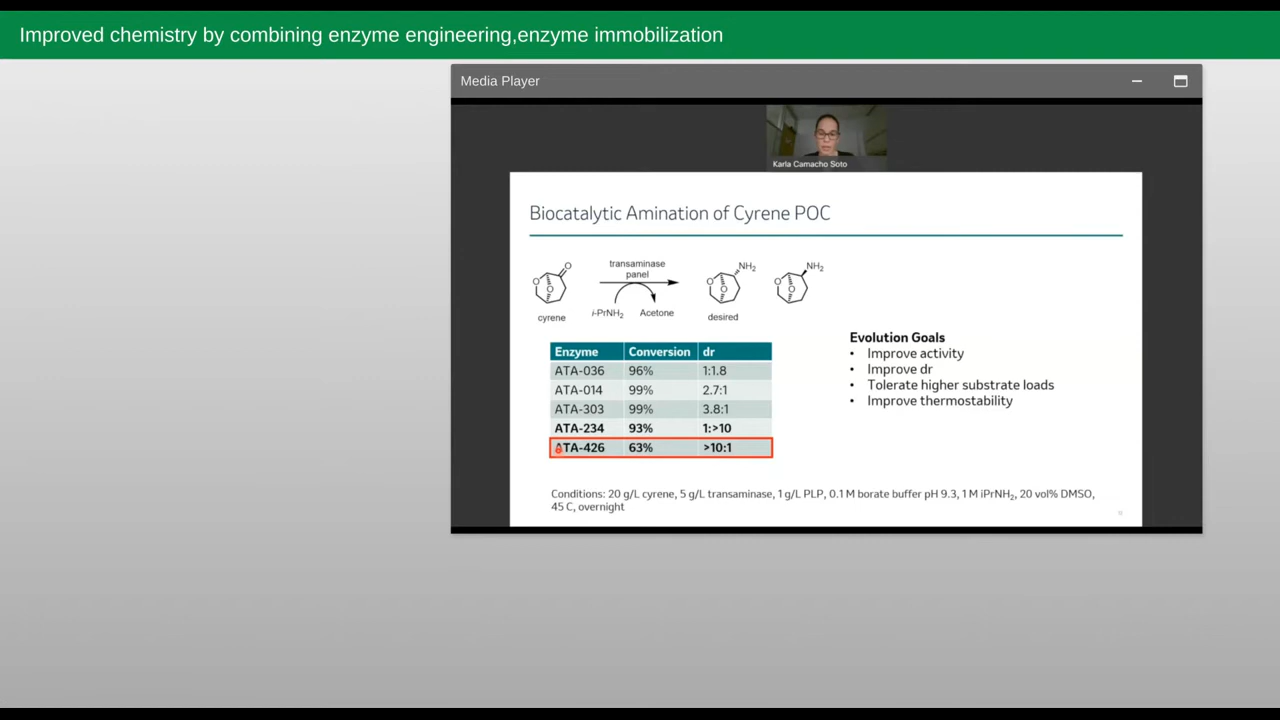 Improved chemistry by combining enzyme engineering,enzyme immobilization
Media Player
Karla Camacho Soto
Biocatalytic Amination of Cyrene POC
O
O
O
cyrene
transaminase
panel
i-PrNH2
Acetone
NH2
O
O
desired
NH2
O
O
Enzyme Conversion dr
ATA-036 96% 1:1.8
ATA-014 99% 2.7:1
ATA-303 99% 3.8:1
ATA-234 93% 1:>10
ATA-426 63% >10:1
Evolution Goals
• Improve activity
• Improve dr
• Tolerate higher substrate loads
• Improve thermostability
Conditions: 20 g/L cyrene, 5 g/L transaminase, 1 g/L PLP, 0.1 M borate buffer pH 9.3, 1 M iPrNH2, 20 vol% DMSO,
45 C, overnight